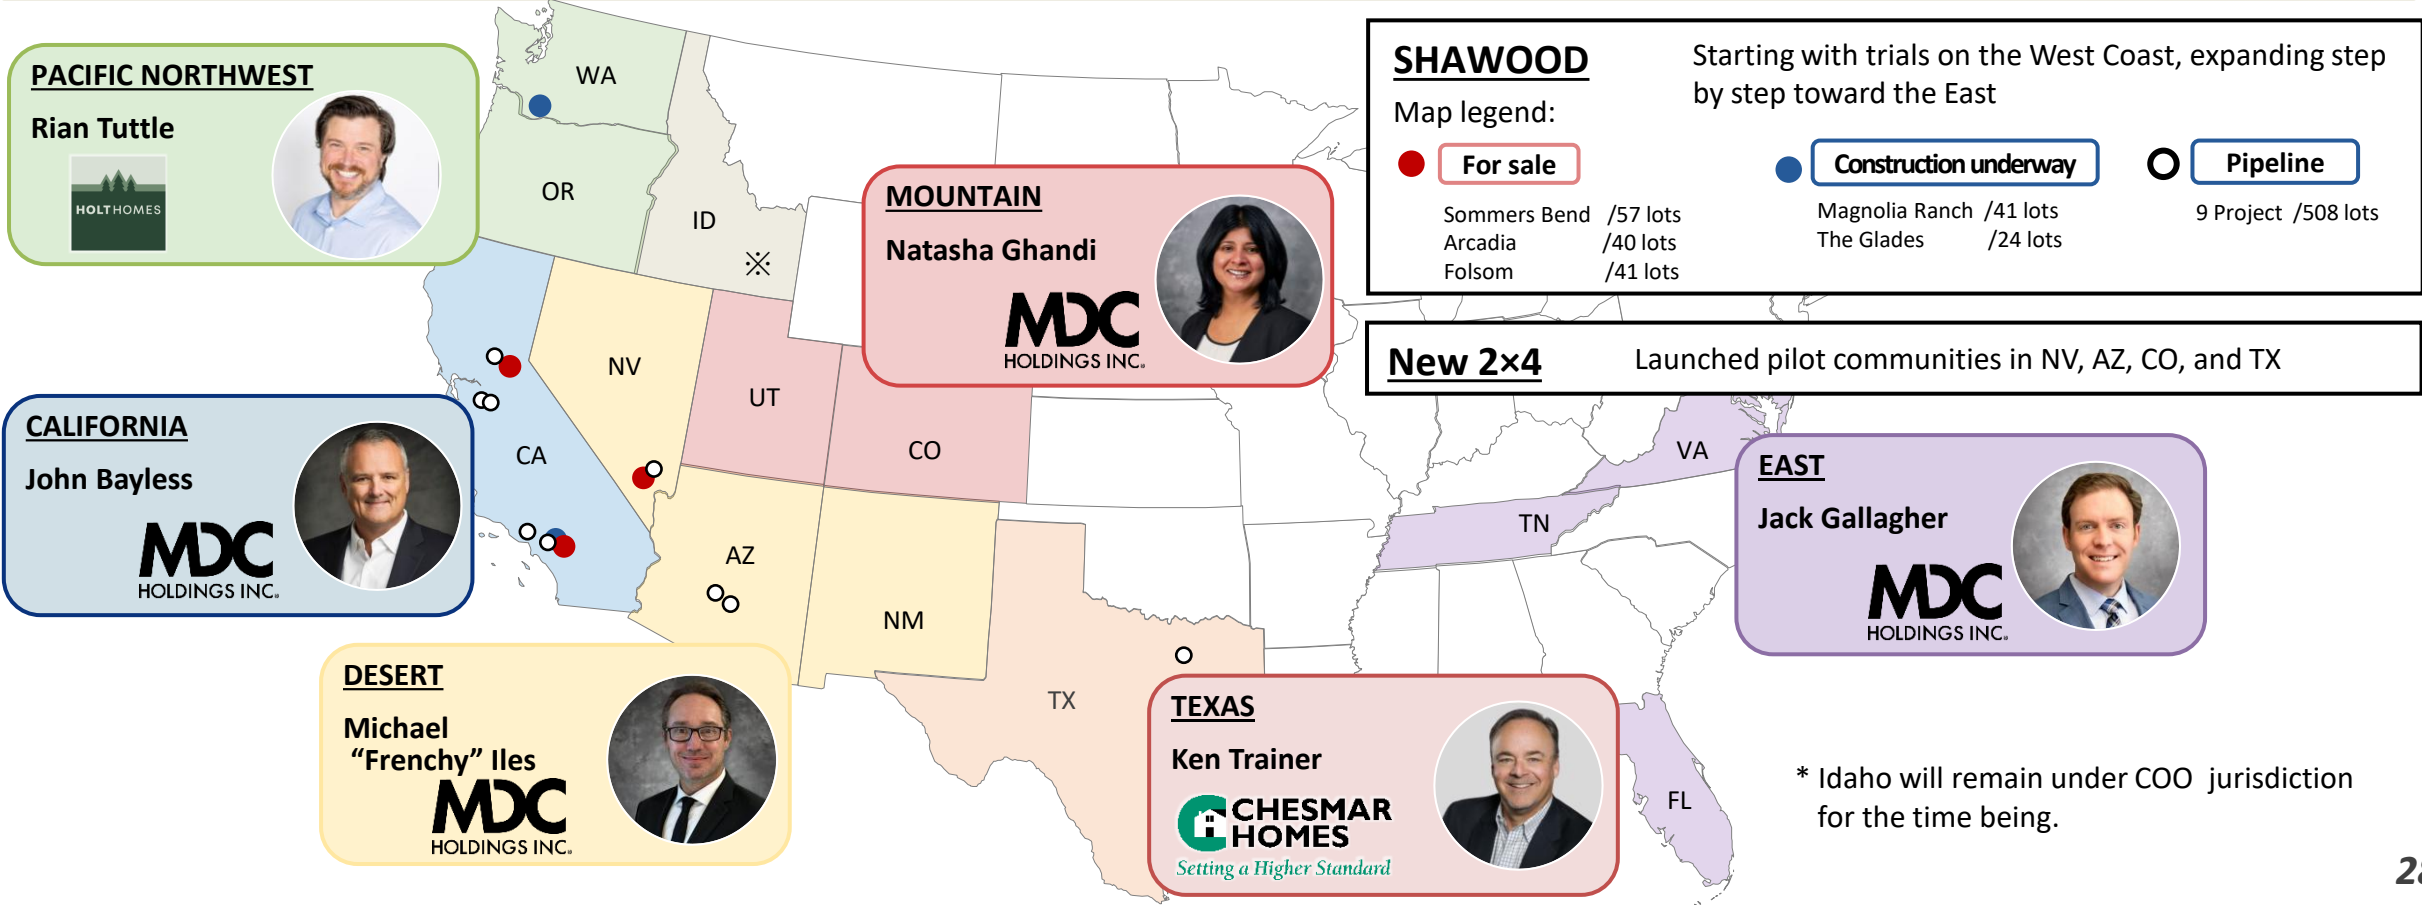 PACIFIC NORTHWEST
Rian Tuttle
HOLTHOMES
WA
OR
ID
※
MOUNTAIN
Natasha Ghandi
MDC
HOLDINGS INC.
SHAWOOD
Starting with trials on the West Coast, expanding step
by step toward the East
Map legend:
For sale
Sommers Bend /57 lots
Arcadia /40 lots
Folsom /41 lots
Construction underway
Magnolia Ranch /41 lots
The Glades /24 lots
Pipeline
9 Project /508 lots
New 2×4
Launched pilot communities in NV, AZ, CO, and TX
NV
UT
CO
CA
CALIFORNIA
John Bayless
MDC
HOLDINGS INC.
AZ
NM
TX
VA
TN
FL
EAST
Jack Gallagher
MDC
HOLDINGS INC.
DESERT
Michael
“Frenchy” Iles
MDC
HOLDINGS INC.
TEXAS
Ken Trainer
CHESMAR
HOMES
Setting a Higher Standard
* Idaho will remain under COO jurisdiction
for the time being.